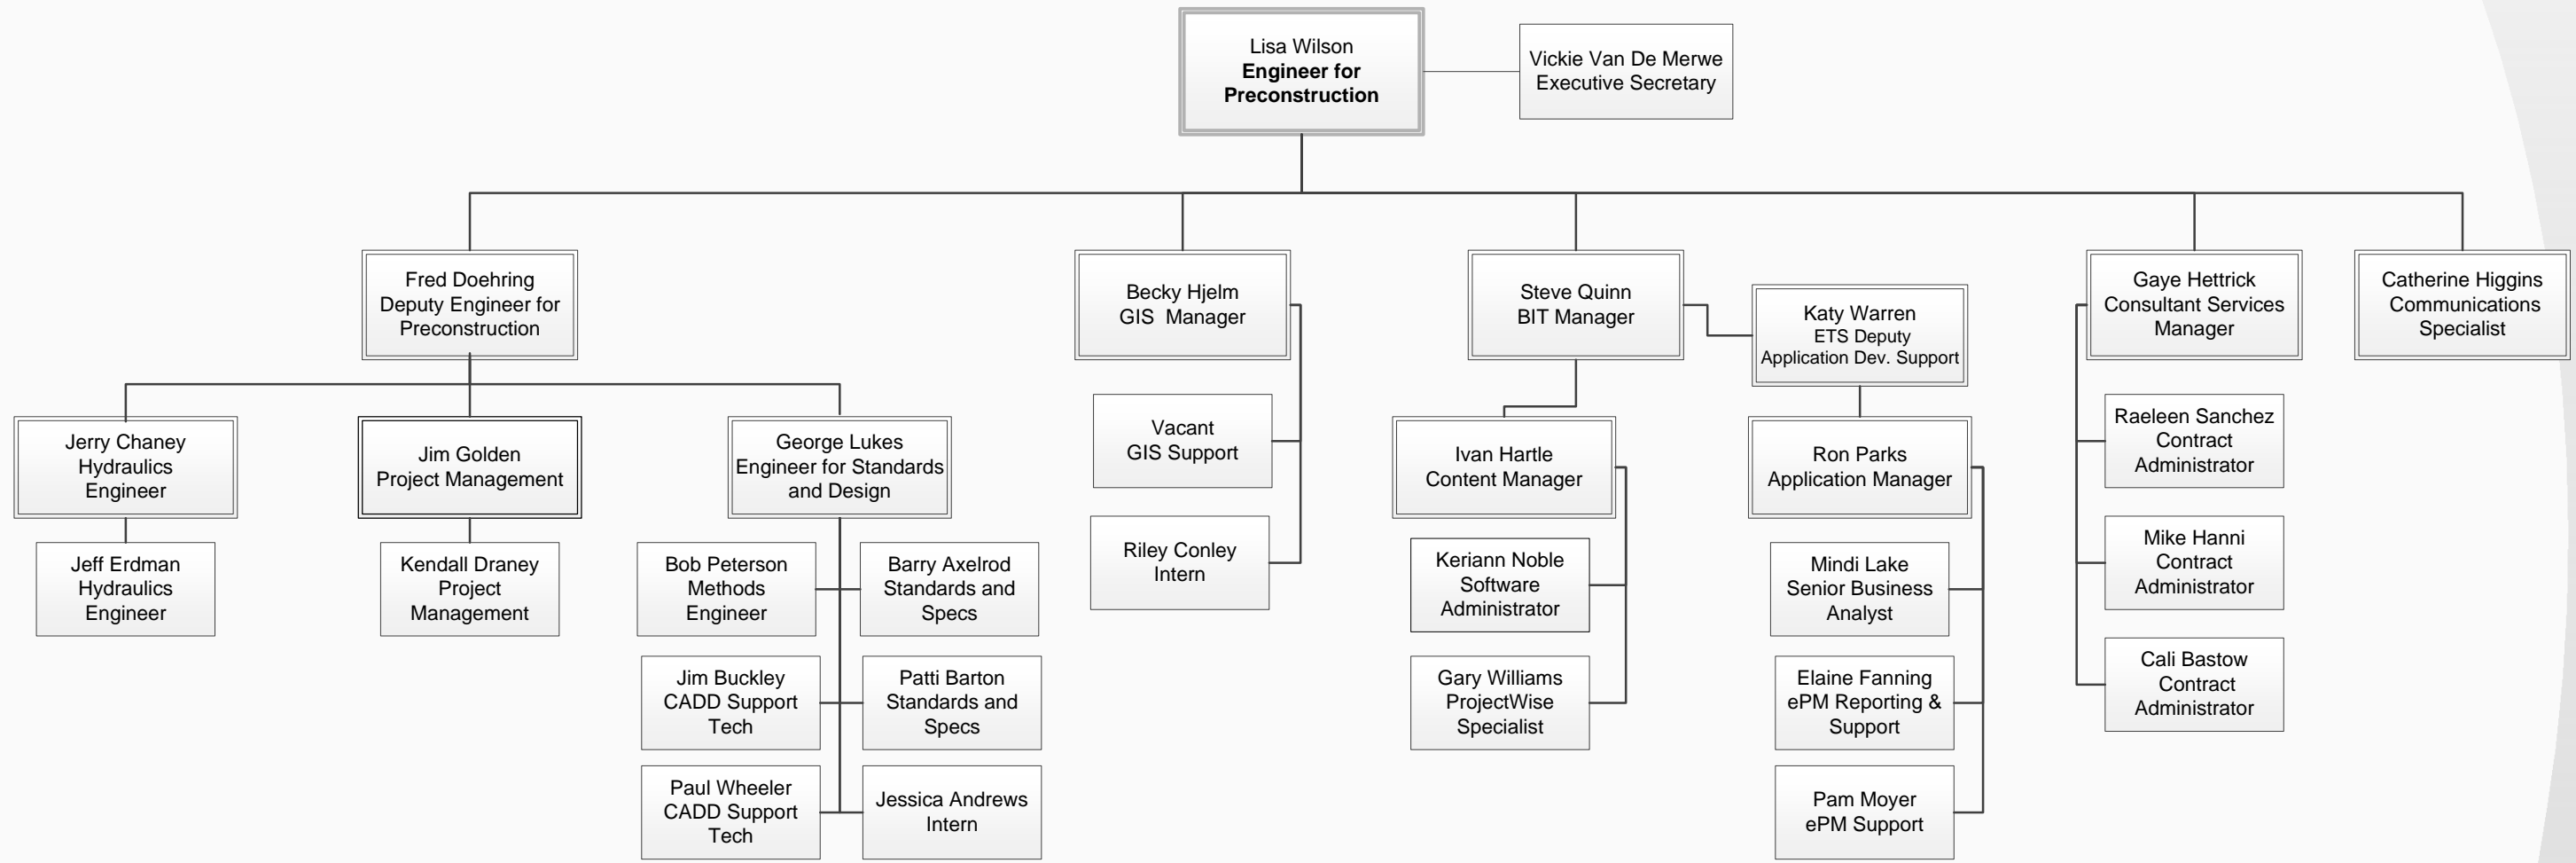 Lisa Wilson
Engineer for
Preconstruction
Vickie Van De Merwe
Executive Secretary
Fred Doehring
Deputy Engineer for
Preconstruction
Becky Hjelm
GIS  Manager
Steve Quinn
BIT Manager
Katy Warren
ETS Deputy
Application Dev. Support
Gaye Hettrick
Consultant Services
Manager
Catherine Higgins
Communications
Specialist
Jerry Chaney
Hydraulics
Engineer
Jim Golden
Project Management
George Lukes
Engineer for Standards
and Design
Jeff Erdman
Hydraulics
Engineer
Kendall Draney
Project
Management
Bob Peterson
Methods
Engineer
Barry Axelrod
Standards and
Specs
Jim Buckley
CADD Support
Tech
Patti Barton
Standards and
Specs
Paul Wheeler
CADD Support
Tech
Jessica Andrews
Intern
Vacant
GIS Support
Riley Conley
Intern
Ivan Hartle
Content Manager
Keriann Noble
Software
Administrator
Gary Williams
ProjectWise
Specialist
Ron Parks
Application Manager
Mindi Lake
Senior Business
Analyst
Elaine Fanning
ePM Reporting &
Support
Pam Moyer
ePM Support
Raeleen Sanchez
Contract
Administrator
Mike Hanni
Contract
Administrator
Cali Bastow
Contract
Administrator